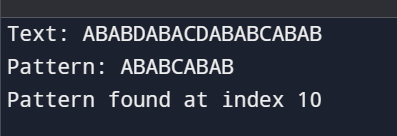 Text: ABABDABACDABABCABAB
Pattern: ABABCABAB
Pattern found at index 10